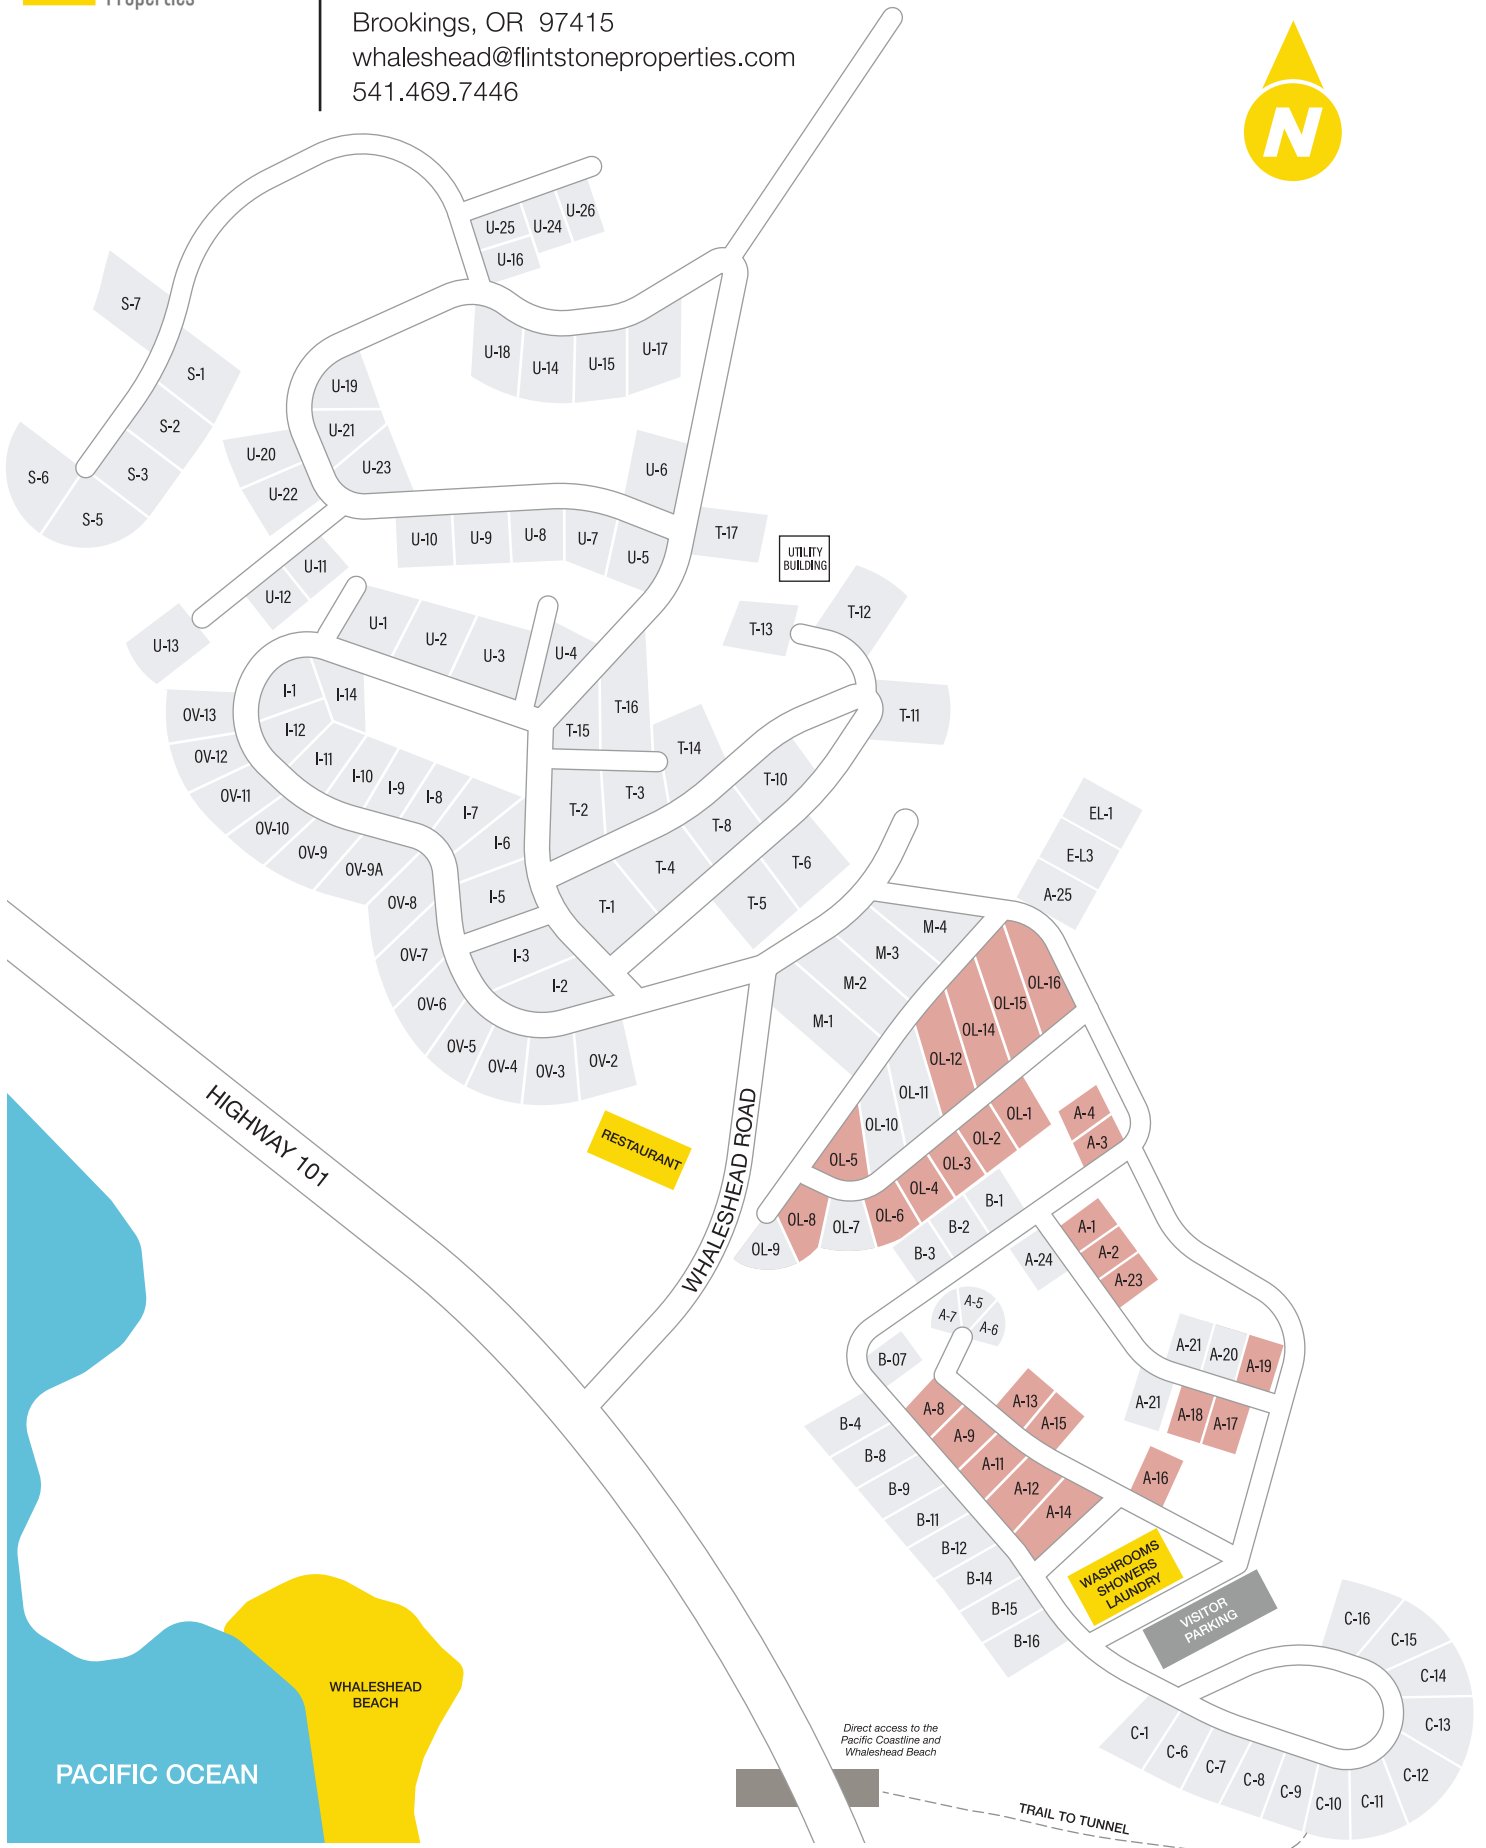 Properties
Brookings, OR 97415
whaleshead@flintstoneproperties.com
541.469.7446
N
U-26
U-25
U-24
U-16
S-7
U-18
U-14
U-15
U-17
S-1
U-19
S-2
U-21
U-20
U-23
U-6
S-6
S-3
U-22
S-5
U-10
U-9
U-8
U-7
U-5
T-17
UTILITY
BUILDING
U-11
U-12
T-12
U-1
U-2
U-3
U-4
T-13
U-13
I-1
I-14
OV-13
T-16
T-11
I-12
T-15
T-14
OV-12
I-11
I-10
I-9
I-8
I-7
T-3
T-10
OV-11
T-2
EL-1
OV-10
T-8
I-6
OV-9
E-L3
OV-9A
T-4
T-6
I-5
OV-8
T-1
T-5
A-25
M-4
OV-7
I-3
M-3
I-2
M-2
OL-16
OV-6
M-1
OL-15
OV-5
OL-14
OV-4
OV-3
OV-2
OL-12
OL-11
OL-10
OL-1
A-4
HIGHWAY 101
RESTAURANT
WHALESHEAD ROAD
OL-5
OL-2
A-3
OL-3
OL-4
OL-8
OL-7
OL-6
B-1
A-1
OL-9
B-2
B-3
A-24
A-2
A-23
A-7
A-5
A-6
B-07
A-21
A-20
A-19
A-8
A-13
A-21
A-18
A-17
B-4
A-9
A-15
B-8
A-11
A-16
B-9
A-12
B-11
A-14
B-12
B-14
WASHROOMS
SHOWERS
LAUNDRY
B-15
VISITOR
PARKING
B-16
C-16
C-15
C-14
C-13
C-12
C-11
C-10
C-9
C-8
C-7
C-6
C-1
WHALESHEAD
BEACH
PACIFIC OCEAN
Direct access to the
Pacific Coastline and
Whaleshead Beach
TRAIL TO TUNNEL